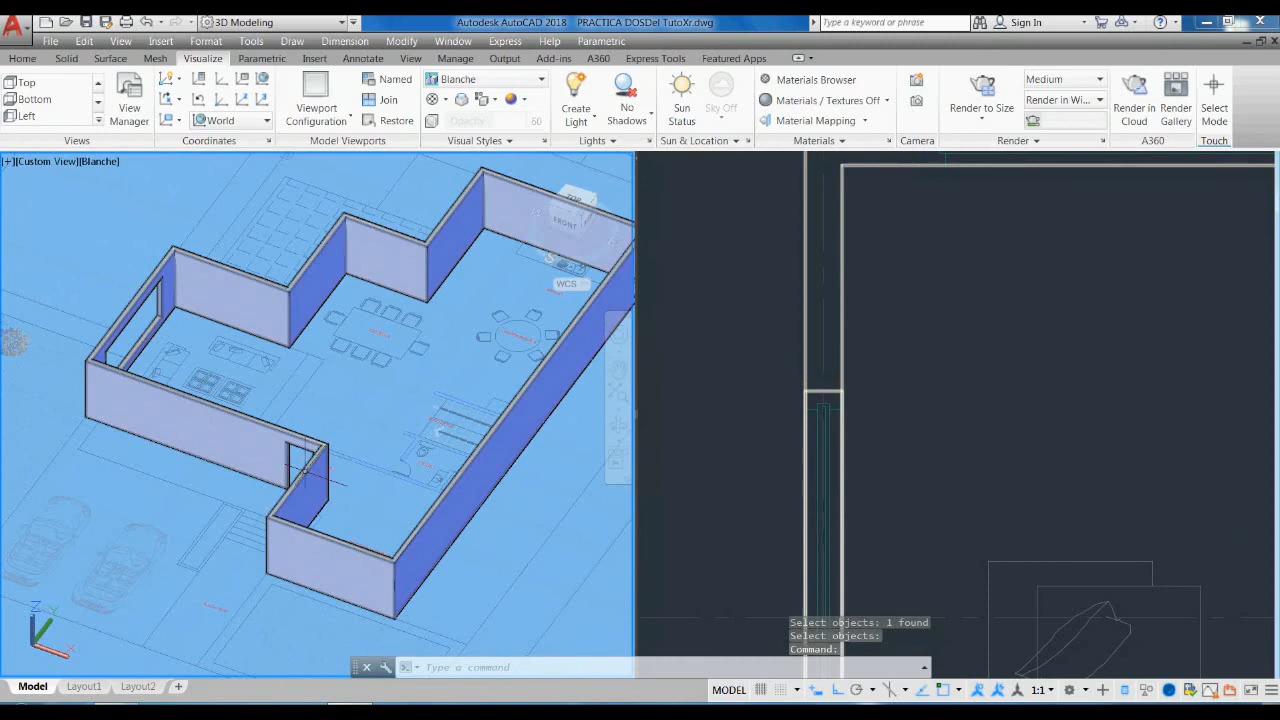 3D Modeling
Autodesk AutoCAD 2018 PRACTICA DOSDel TutoXr.dwg
Type a keyword or phrase
Sign In
File Edit View Insert Format Tools Draw Dimension Modify Window Express Help Parametric
Home Solid Surface Mesh Visualize Parametric Insert Annotate View Manage Output Add-ins A360 Express Tools Featured Apps
Top
Bottom
Left
View Manager
Views
World
Coordinates
Viewport Configuration
Named
Join
Restore
Model Viewports
Blanche
Opacity 60
Visual Styles
Create Light
No Shadows
Lights
Sun Status
Sky Off
Sun & Location
Materials Browser
Materials / Textures Off
Material Mapping
Materials
Camera
Render to Size
Medium
Render in Wi...
Render
Render in Cloud
Render Gallery
A360
Select Mode
Touch
[+][Custom View][Blanche]
TOP
FRONT
S
WCS
Z
Y
X
Select objects: 1 found
Select objects:
Command:
Type a command
Model Layout1 Layout2 +
MODEL
1:1